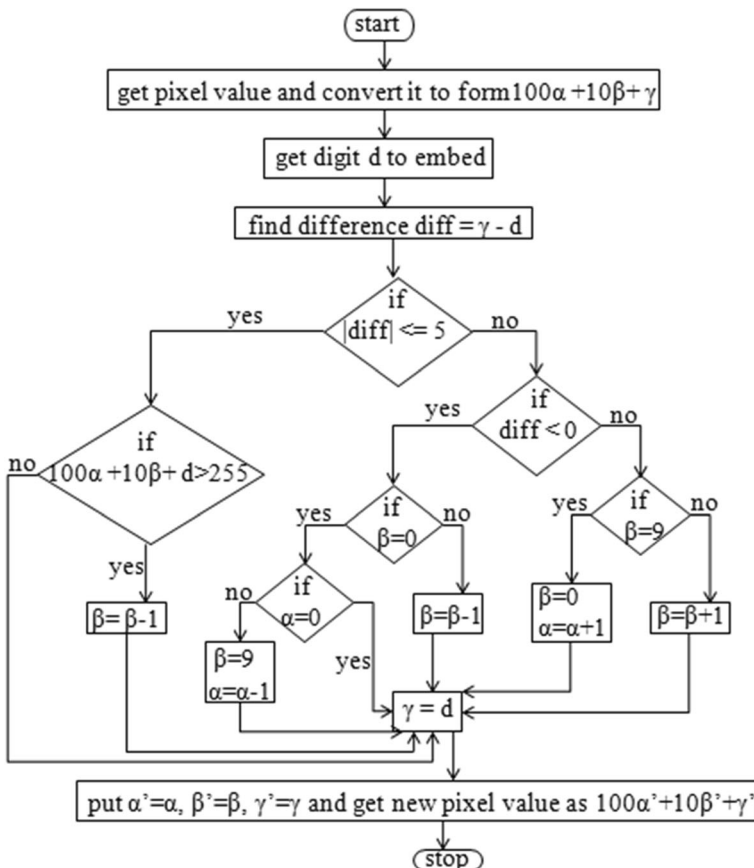 start
get pixel value and convert it to form100α +10β+ γ
get digit d to embed
find difference diff = γ - d
if
|diff| <= 5
yes
no
if
diff < 0
yes
no
if
100α +10β+ d>255
no
yes
if
β=0
yes
no
if
β=9
yes
no
if
α=0
no
yes
β= β-1
β=9
α=α-1
β=β-1
β=0
α=α+1
β=β+1
γ = d
put α’=α, β’=β, γ’=γ and get new pixel value as 100α’+10β’+γ’
stop